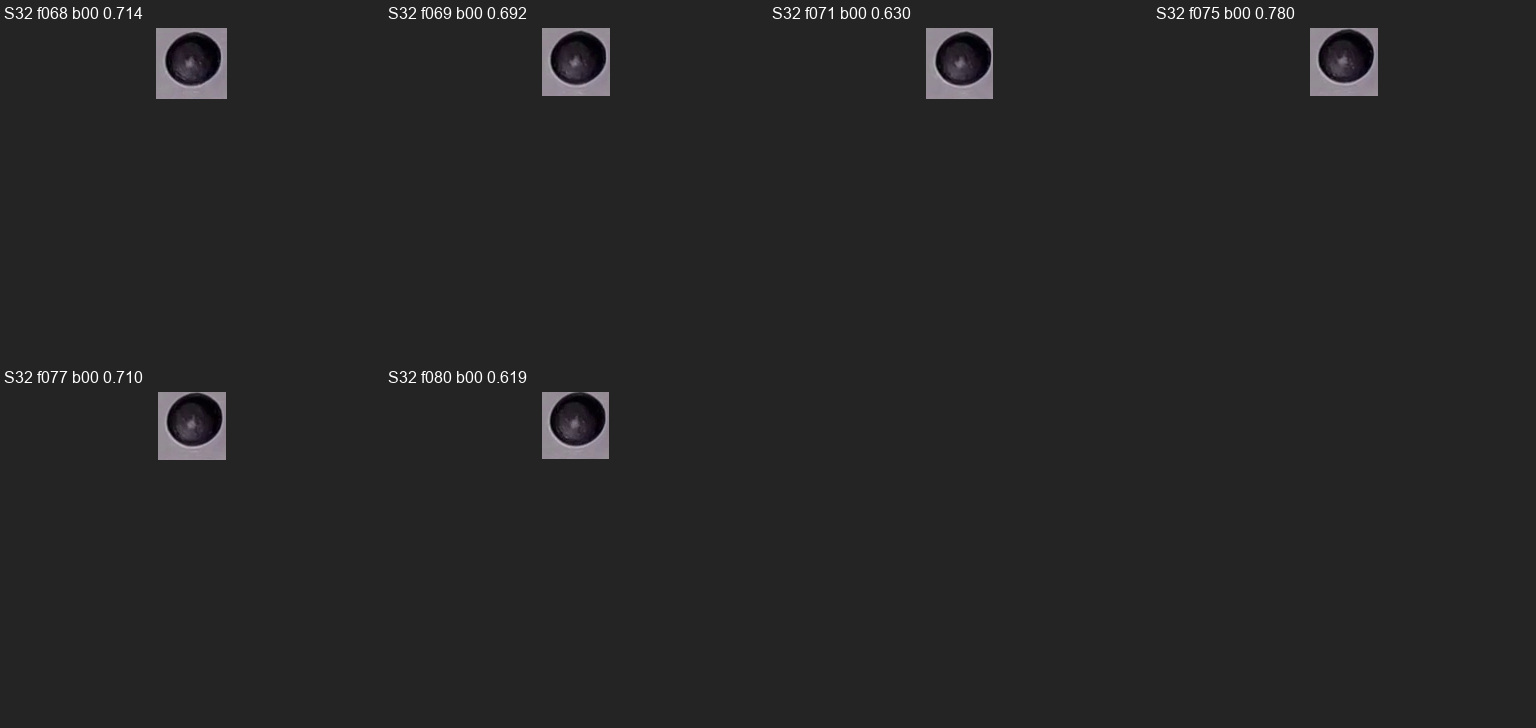 S32 f068 b00 0.714
S32 f069 b00 0.692
S32 f071 b00 0.630
S32 f075 b00 0.780
S32 f077 b00 0.710
S32 f080 b00 0.619